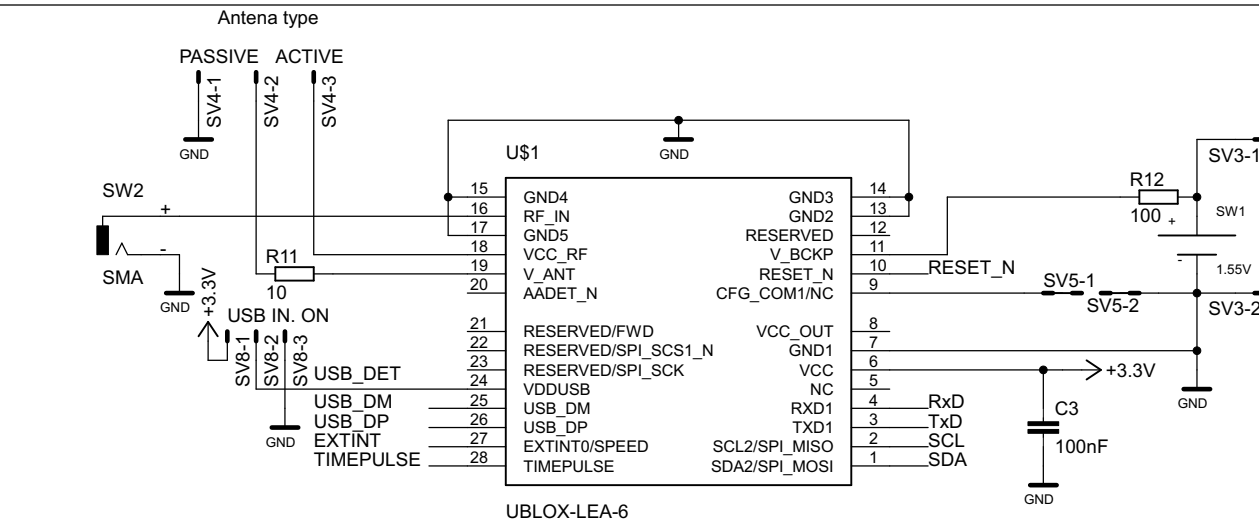 Antena type
PASSIVE ACTIVE
SV4-1
SV4-2
SV4-3
GND
GND
U$1
SW2
+
-
SMA
GND
R11
10
+3.3V
USB IN. ON
SV8-1
SV8-2
SV8-3
GND
USB_DET
USB_DM
USB_DP
EXTINT
TIMEPULSE
15 GND4
16 RF_IN
17 GND5
18 VCC_RF
19 V_ANT
20 AADET_N
21 RESERVED/FWD
22 RESERVED/SPI_SCS1_N
23 RESERVED/SPI_SCK
24 VDDUSB
25 USB_DM
26 USB_DP
27 EXTINT0/SPEED
28 TIMEPULSE
GND3 14
GND2 13
RESERVED 12
V_BCKP 11
RESET_N 10 RESET_N
CFG_COM1/NC 9
VCC_OUT 8
GND1 7
VCC 6
NC 5
RXD1 4 RxD
TXD1 3 TxD
SCL2/SPI_MISO 2 SCL
SDA2/SPI_MOSI 1 SDA
UBLOX-LEA-6
R12
100
+
SW1
-
1.55V
SV3-1
SV3-2
SV5-1
SV5-2
+3.3V
C3
100nF
GND
GND